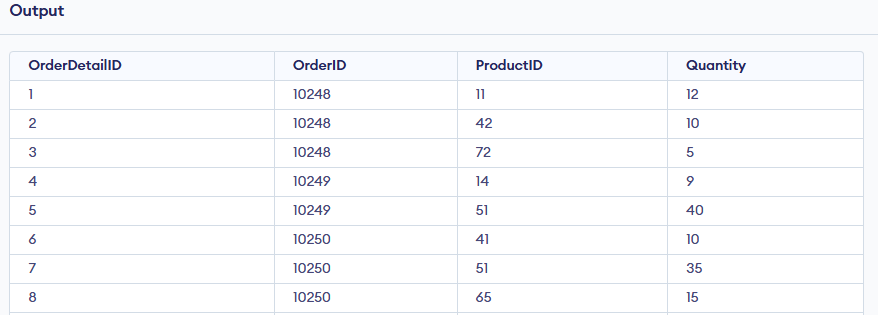 Output
OrderDetailID OrderID ProductID Quantity
1 10248 11 12
2 10248 42 10
3 10248 72 5
4 10249 14 9
5 10249 51 40
6 10250 41 10
7 10250 51 35
8 10250 65 15